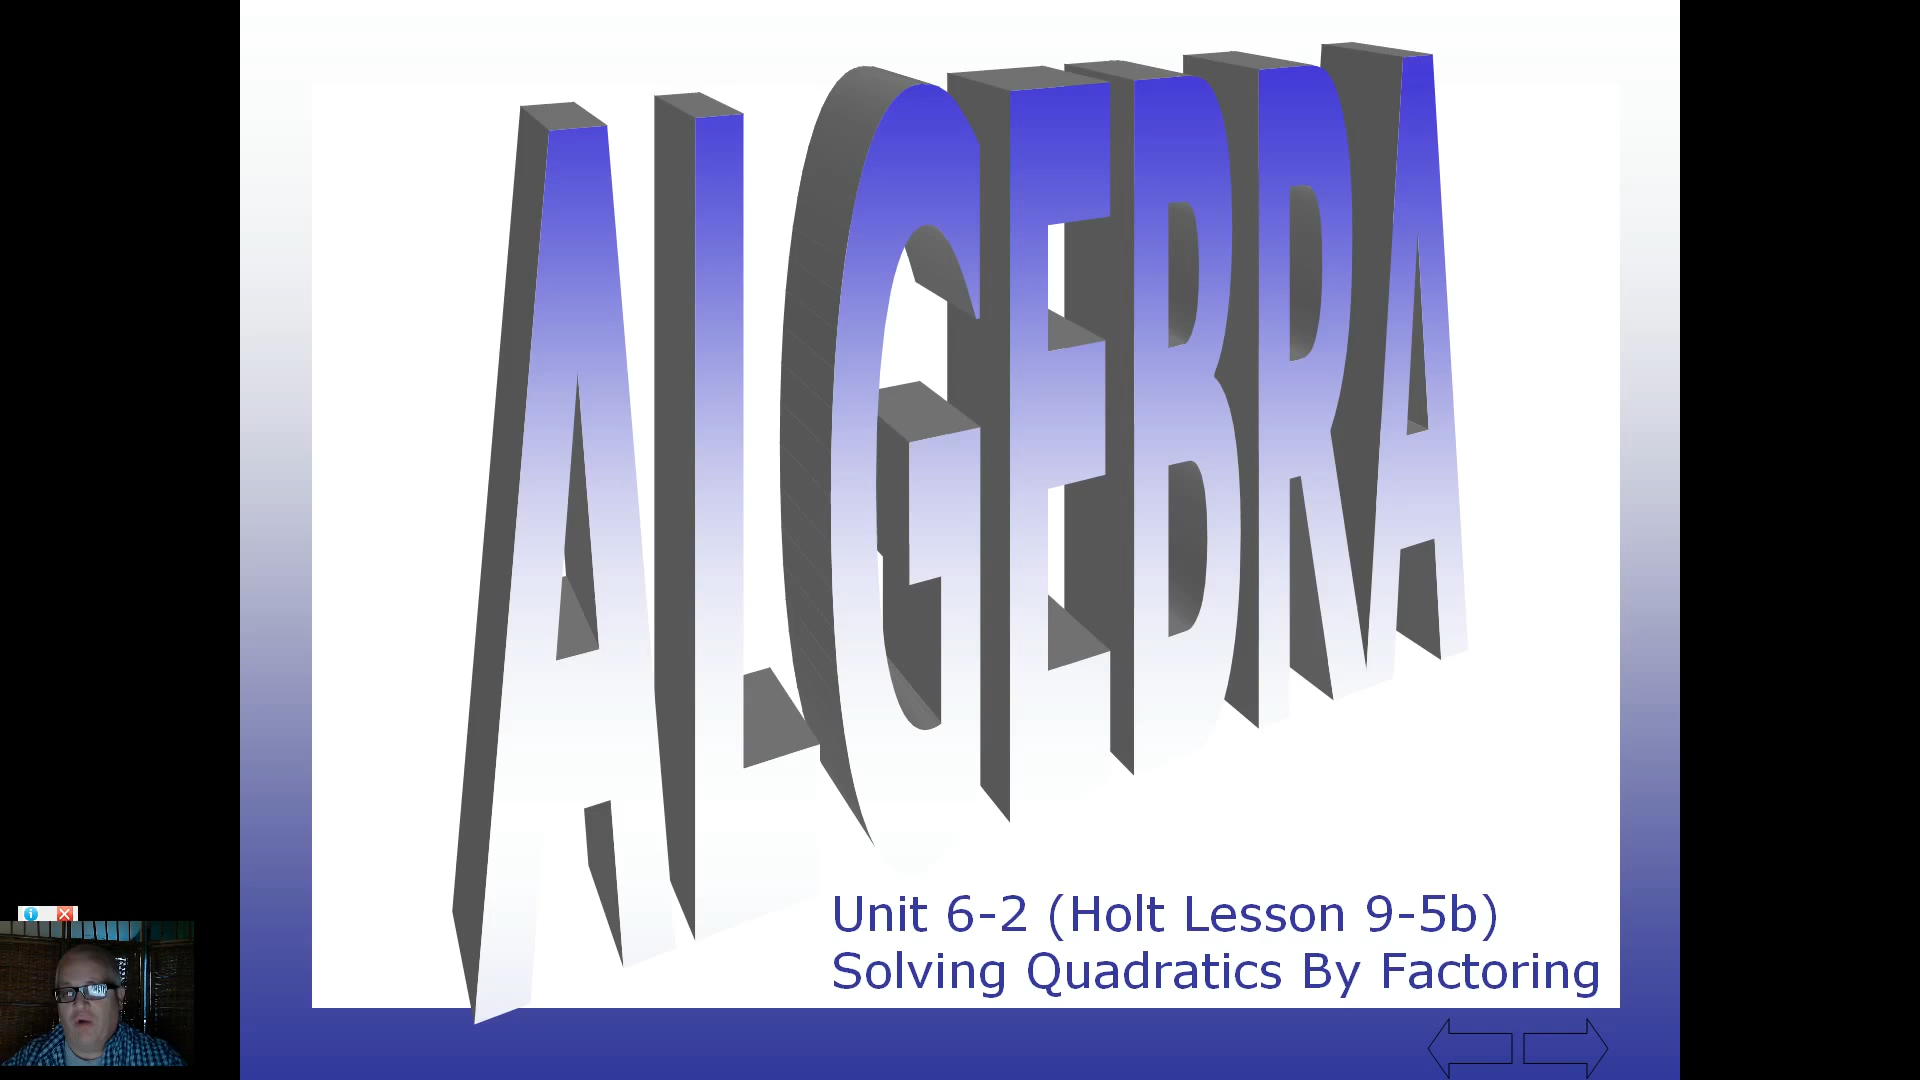 ALGEBRA
Unit 6-2 (Holt Lesson 9-5b)
Solving Quadratics By Factoring